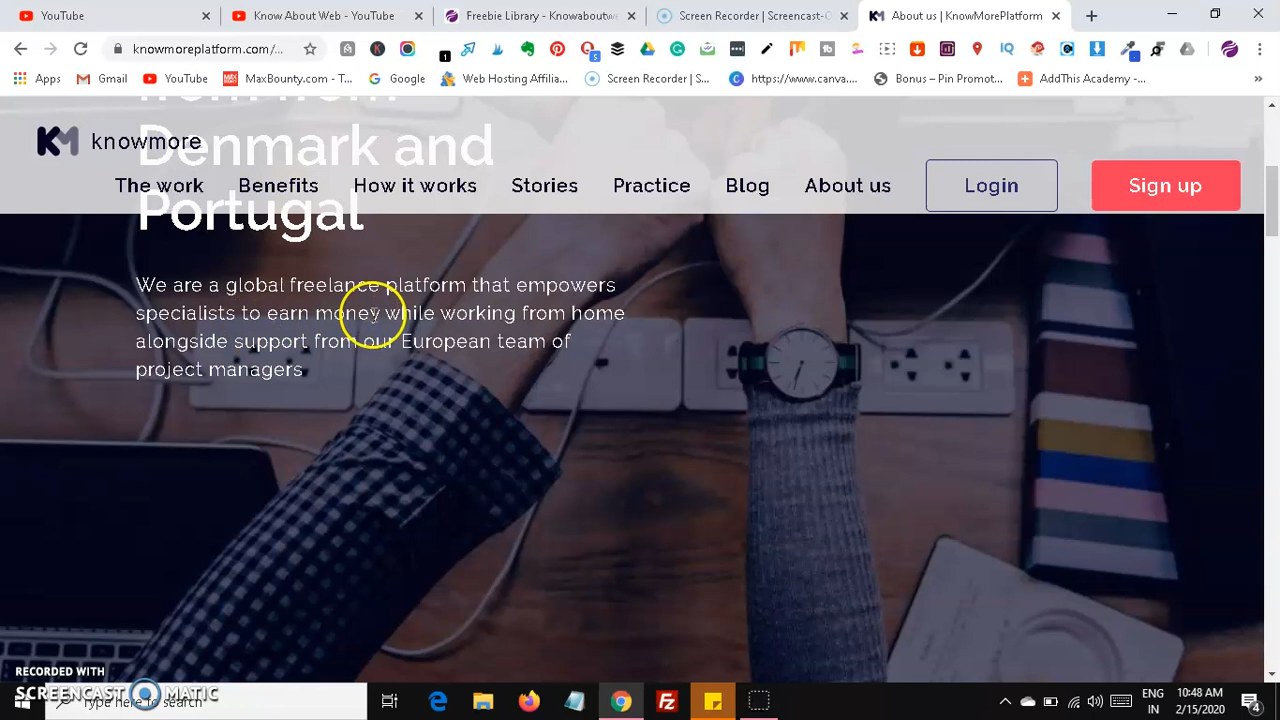 YouTube
Know About Web - YouTube
Freebie Library - Knowaboutwe
Screen Recorder | Screencast-O
About us | KnowMorePlatform
knowmoreplatform.com/...
Apps
Gmail
YouTube
MaxBounty.com - T...
Google
Web Hosting Affilia...
Screen Recorder | S...
https://www.canva...
Bonus – Pin Promot...
AddThis Academy -...
KM knowmore
Denmark and
The work
Benefits
How it works
Stories
Practice
Blog
About us
Login
Sign up
Portugal
We are a global freelance platform that empowers
specialists to earn money while working from home
alongside support from our European team of
project managers
RECORDED WITH
SCREENCAST MATIC
Type here to search
ENG
IN
10:48 AM
2/15/2020